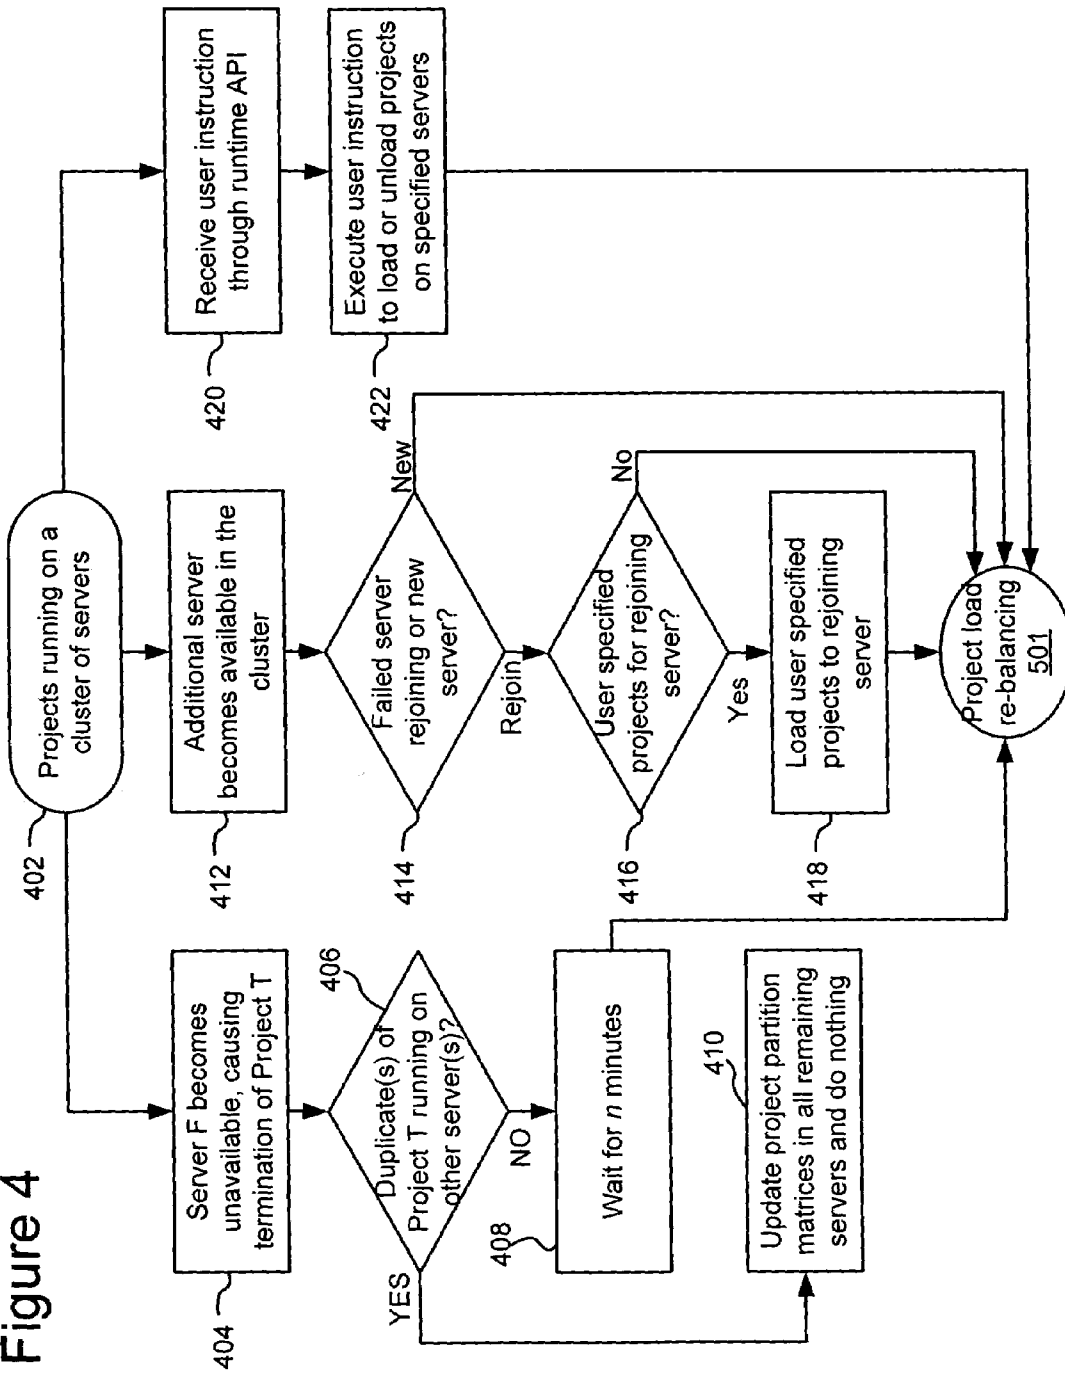 Figure 4
Projects running on a
cluster of servers
402
Server F becomes
unavailable, causing
termination of Project T
404
Duplicate(s) of
Project T running on
other server(s)?
406
YES
NO
Wait for n minutes
408
Update project partition
matrices in all remaining
servers and do nothing
410
Additional server
becomes available in the
cluster
412
Failed server
rejoining or new
server?
414
New
Rejoin
User specified
projects for rejoining
server?
416
No
Yes
Load user specified
projects to rejoining
server
418
Receive user instruction
through runtime API
420
Execute user instruction
to load or unload projects
on specified servers
422
Project load
re-balancing
501